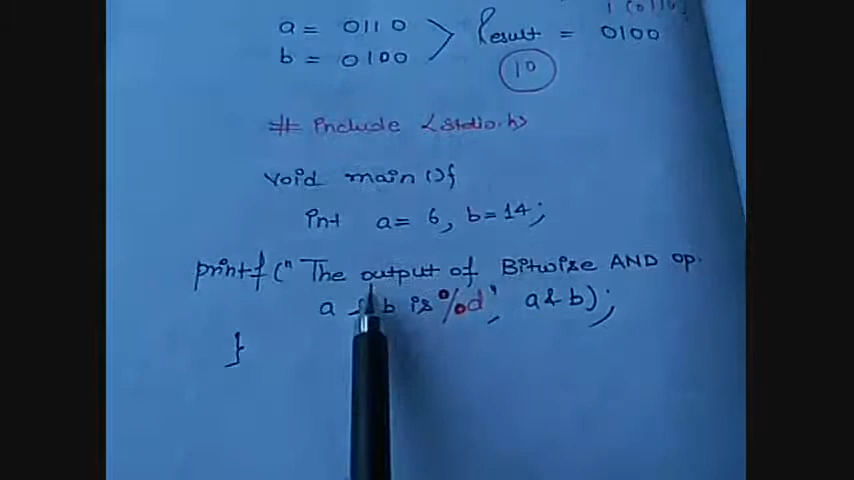 a = 0110
b = 0100
Result = 0100
10
# include <stdio.h>
void main(){
int a= 6, b=14;
printf(" The output of Bitwise AND op.
a & b is %d", a&b);
}